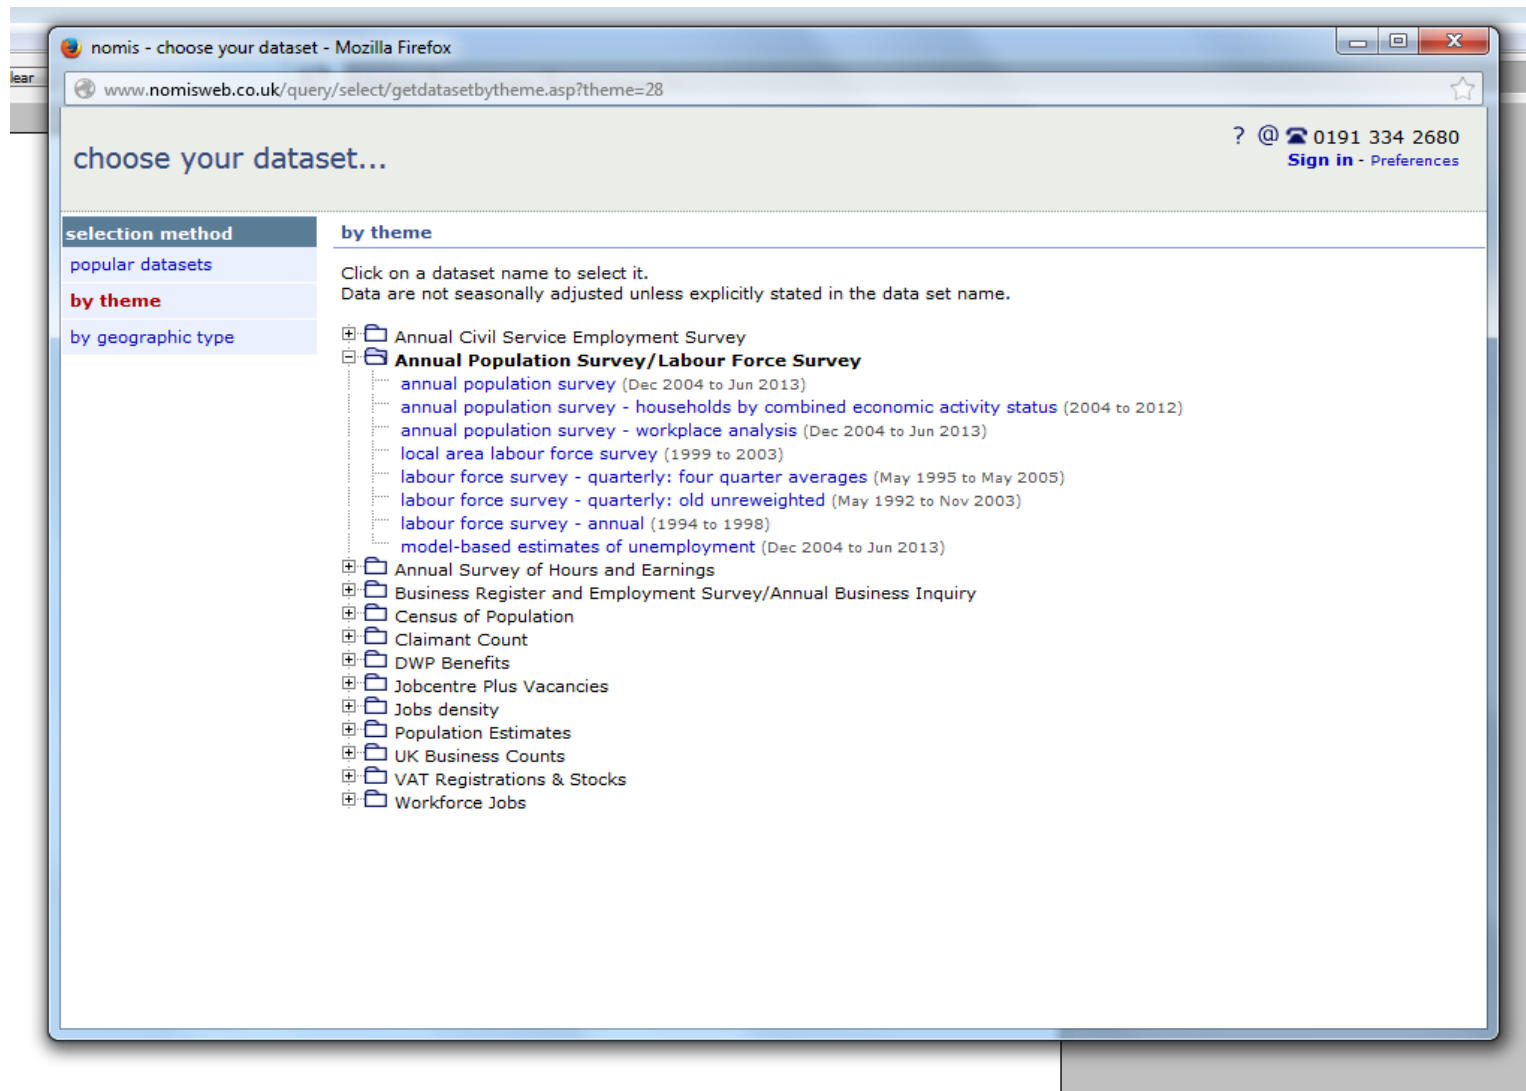 nomis - choose your dataset - Mozilla Firefox
lear
www.nomisweb.co.uk/query/select/getdatasetbytheme.asp?theme=28
choose your dataset...
? @ ☎ 0191 334 2680
Sign in - Preferences
selection method
popular datasets
by theme
by geographic type
by theme
Click on a dataset name to select it.
Data are not seasonally adjusted unless explicitly stated in the data set name.
Annual Civil Service Employment Survey
Annual Population Survey/Labour Force Survey
annual population survey (Dec 2004 to Jun 2013)
annual population survey - households by combined economic activity status (2004 to 2012)
annual population survey - workplace analysis (Dec 2004 to Jun 2013)
local area labour force survey (1999 to 2003)
labour force survey - quarterly: four quarter averages (May 1995 to May 2005)
labour force survey - quarterly: old unreweighted (May 1992 to Nov 2003)
labour force survey - annual (1994 to 1998)
model-based estimates of unemployment (Dec 2004 to Jun 2013)
Annual Survey of Hours and Earnings
Business Register and Employment Survey/Annual Business Inquiry
Census of Population
Claimant Count
DWP Benefits
Jobcentre Plus Vacancies
Jobs density
Population Estimates
UK Business Counts
VAT Registrations & Stocks
Workforce Jobs